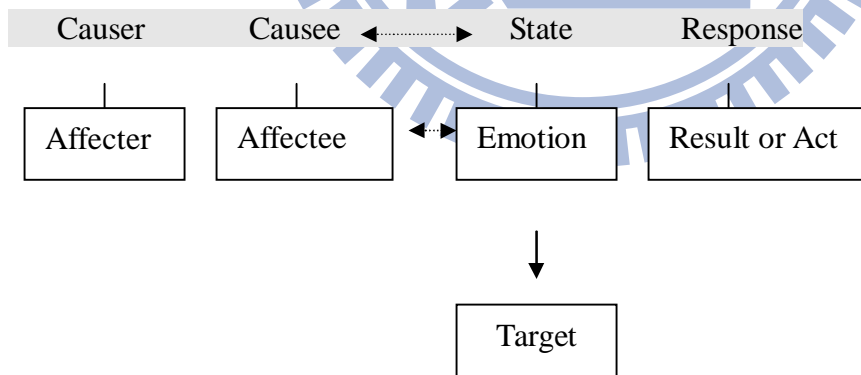 Causer Causee State Response
Affecter Affectee Emotion Result or Act
Target